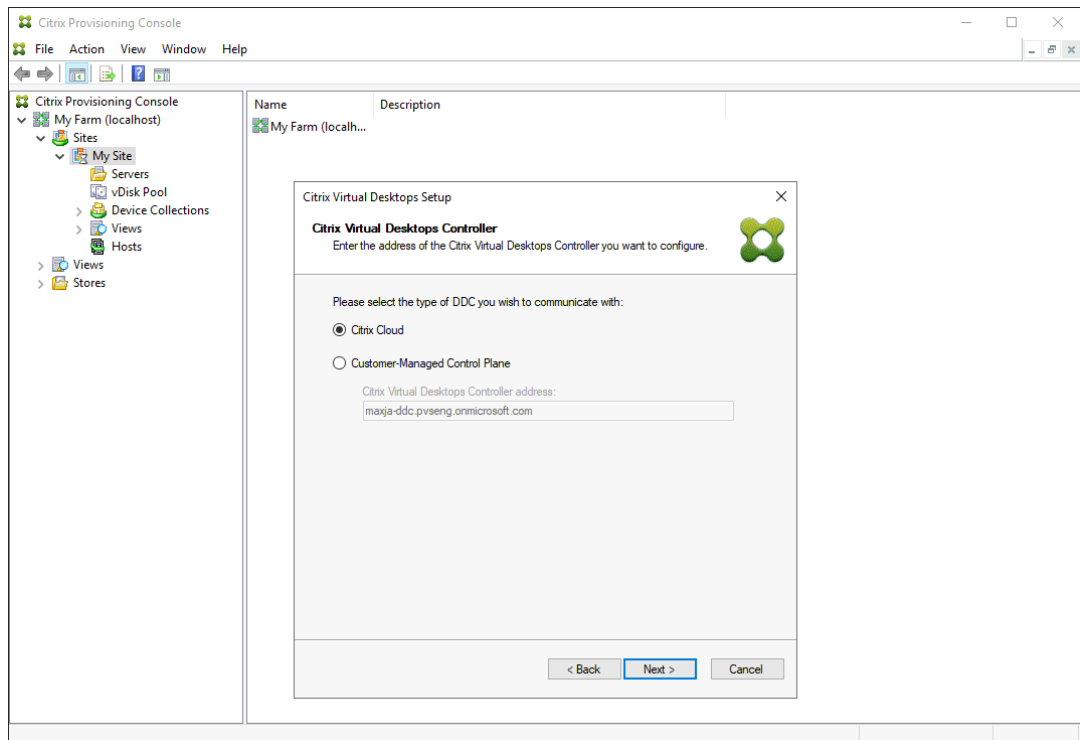 Citrix Provisioning Console
File Action View Window Help
Citrix Provisioning Console
My Farm (localhost)
Sites
My Site
Servers
vDisk Pool
Device Collections
Views
Hosts
Views
Stores
Name Description
My Farm (localh...
Citrix Virtual Desktops Setup
Citrix Virtual Desktops Controller
Enter the address of the Citrix Virtual Desktops Controller you want to configure.
Please select the type of DDC you wish to communicate with:
Citrix Cloud
Customer-Managed Control Plane
Citrix Virtual Desktops Controller address:
maxja-ddc.pvseng.onmicrosoft.com
< Back Next > Cancel